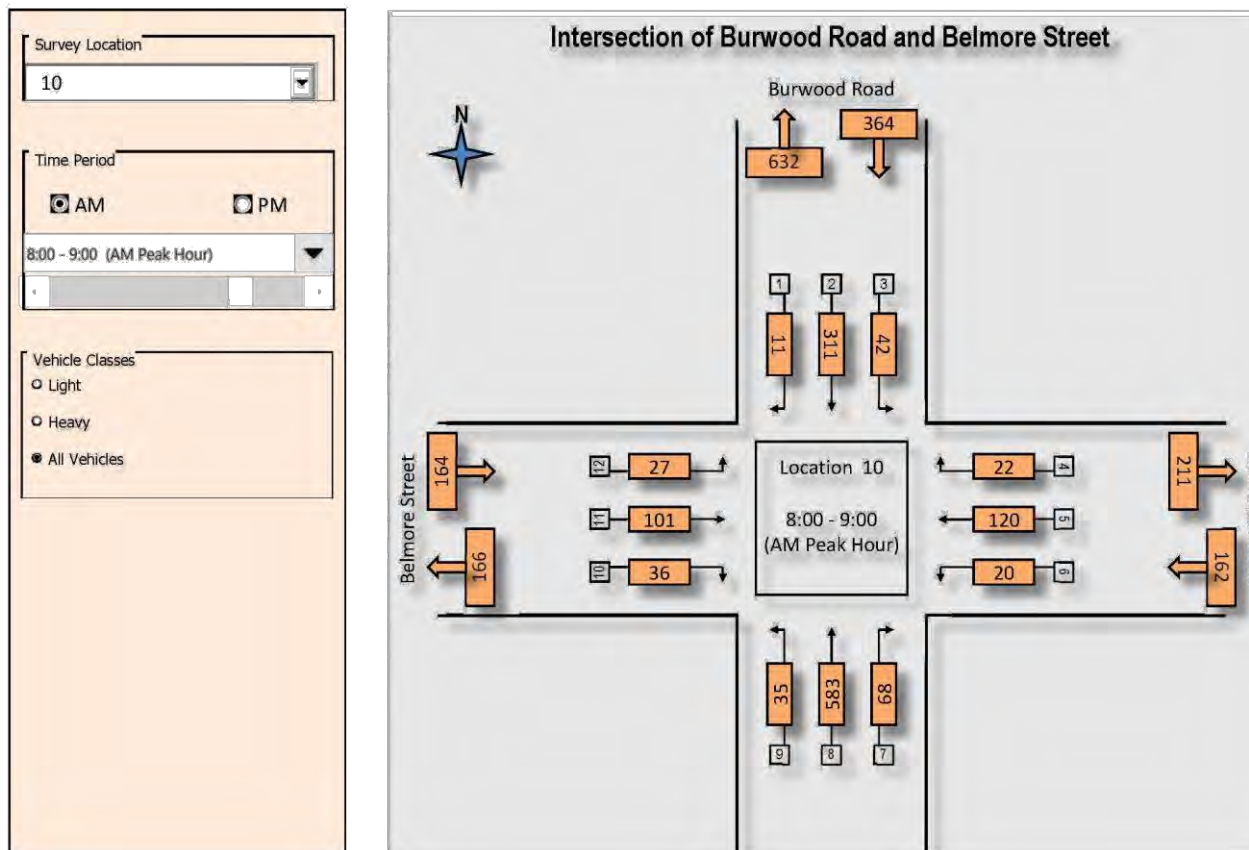 Survey Location
10
Time Period
AM
PM
8:00 - 9:00 (AM Peak Hour)
Vehicle Classes
Light
Heavy
All Vehicles
Intersection of Burwood Road and Belmore Street
Burwood Road
N
632
364
1
2
3
11
311
42
Belmore Street
164
166
12
27
11
101
10
36
Location 10
8:00 - 9:00
(AM Peak Hour)
22
4
120
5
20
6
211
162
35
583
68
9
8
7